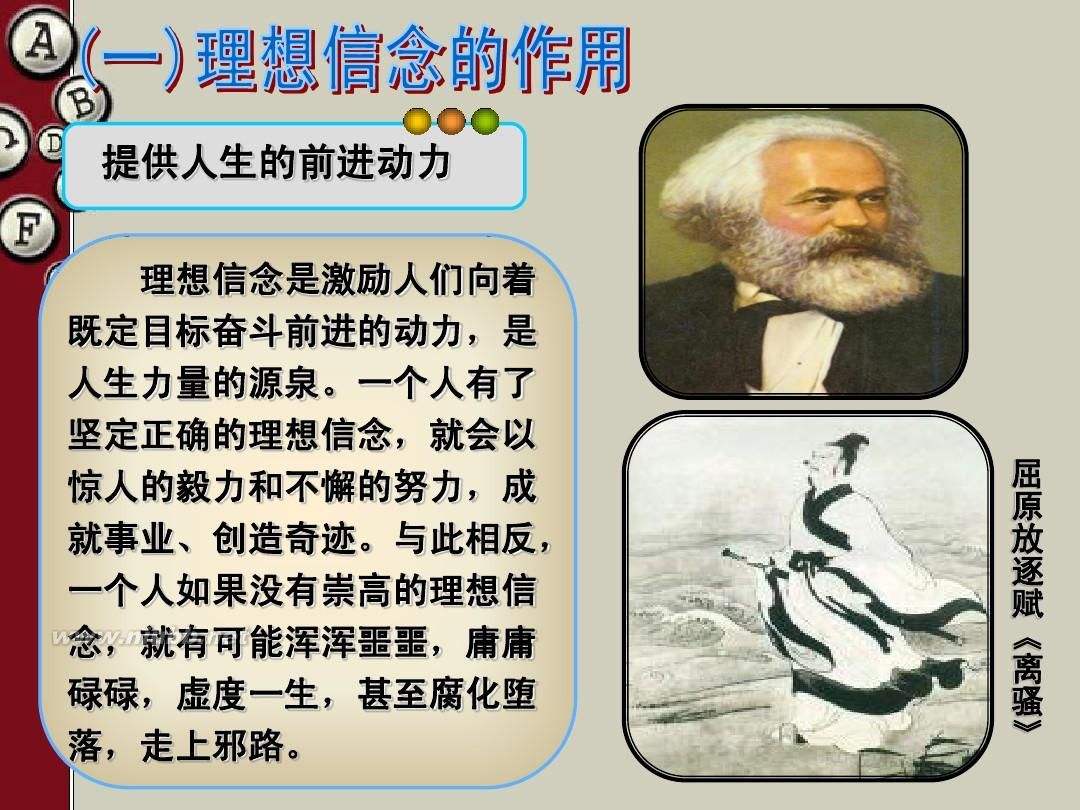 (一)理想信念的作用
提供人生的前进动力
理想信念是激励人们向着
既定目标奋斗前进的动力，是
人生力量的源泉。一个人有了
坚定正确的理想信念，就会以
惊人的毅力和不懈的努力，成
就事业、创造奇迹。与此相反，
一个人如果没有崇高的理想信
念，就有可能浑浑噩噩，庸庸
碌碌，虚度一生，甚至腐化堕
落，走上邪路。
屈原放逐赋《离骚》
A
B
D
F